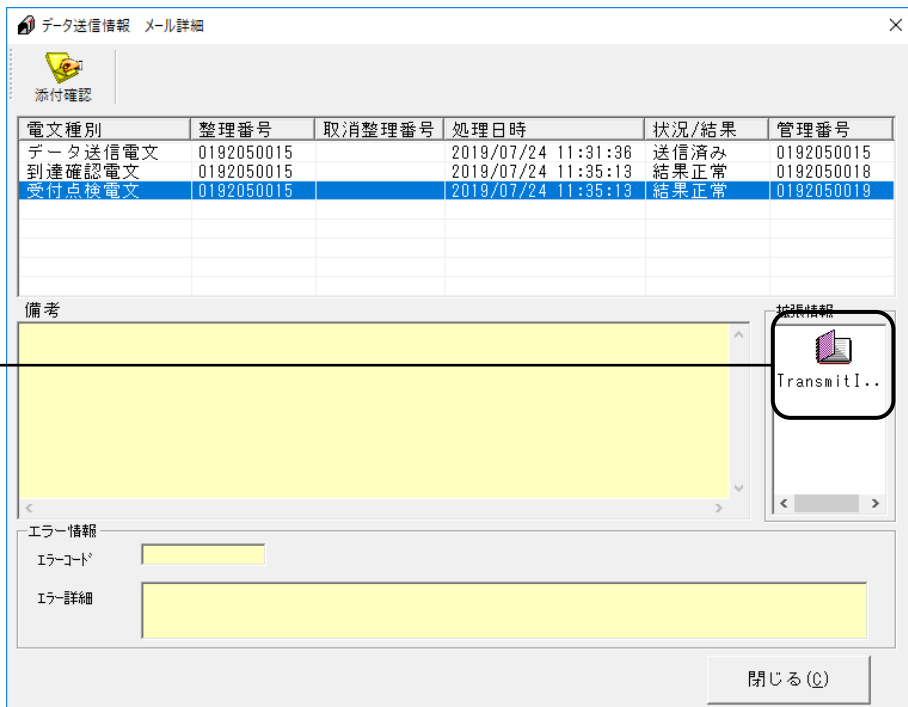 データ送信情報 メール詳細
添付確認
電文種別 整理番号 取消整理番号 処理日時 状況/結果 管理番号
データ送信電文 0192050015 2019/07/24 11:31:36 送信済み 0192050015
到達確認電文 0192050015 2019/07/24 11:35:13 結果正常 0192050018
受付点検電文 0192050015 2019/07/24 11:35:13 結果正常 0192050019
備考
拡張情報
TransmitI..
エラー情報
エラーコード
エラー詳細
閉じる(C)